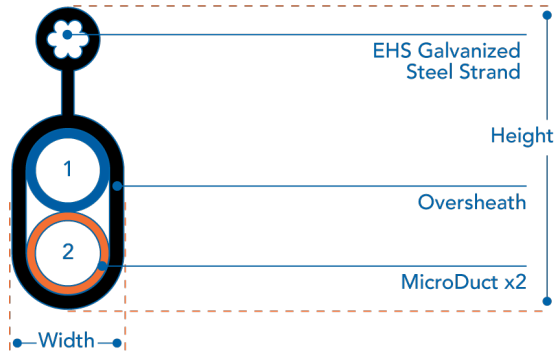 EHS Galvanized
Steel Strand
Height
1
Oversheath
2
MicroDuct x2
Width